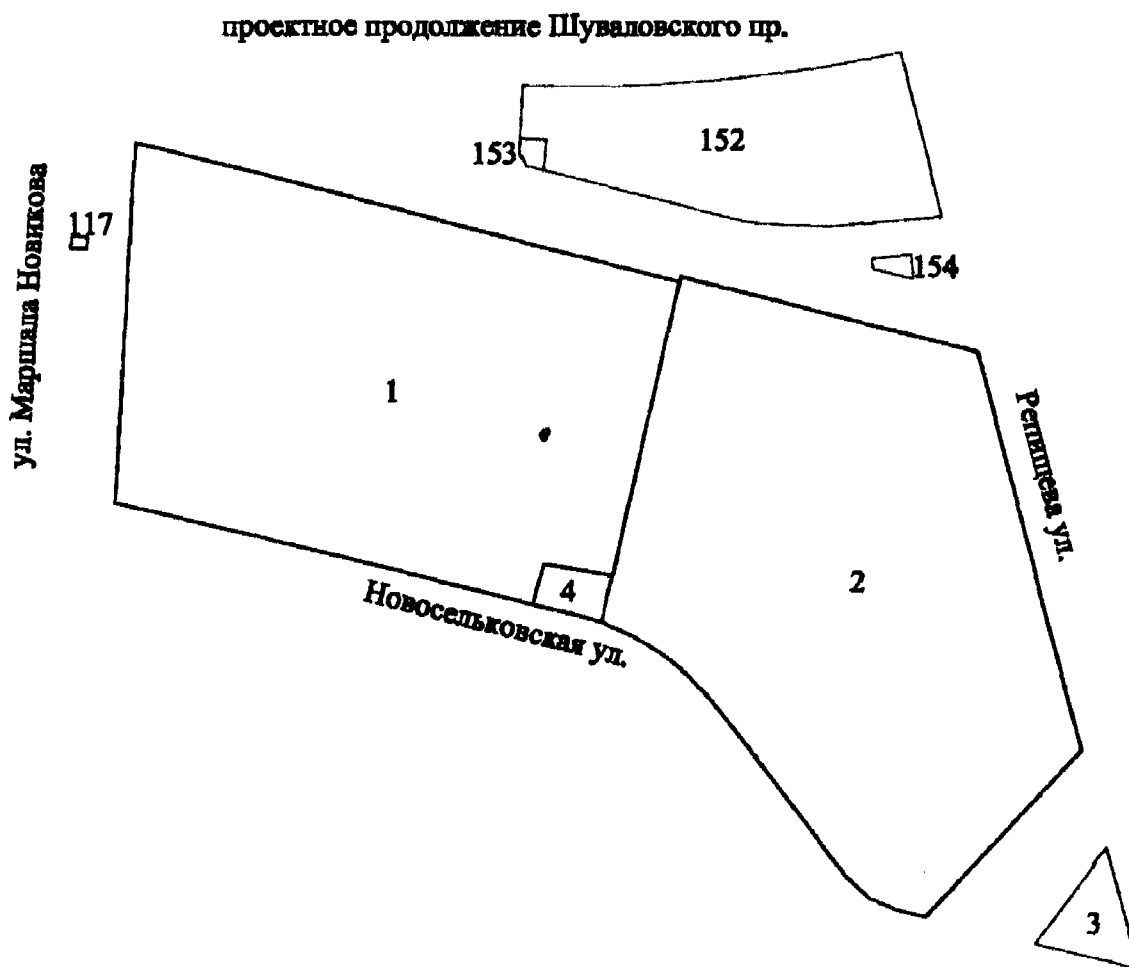 проектное продолжение Шуваловского пр.
152
153
117
ул. Маршала Новикова
154
1
Репищева ул.
2
4
Новосельковская ул.
3